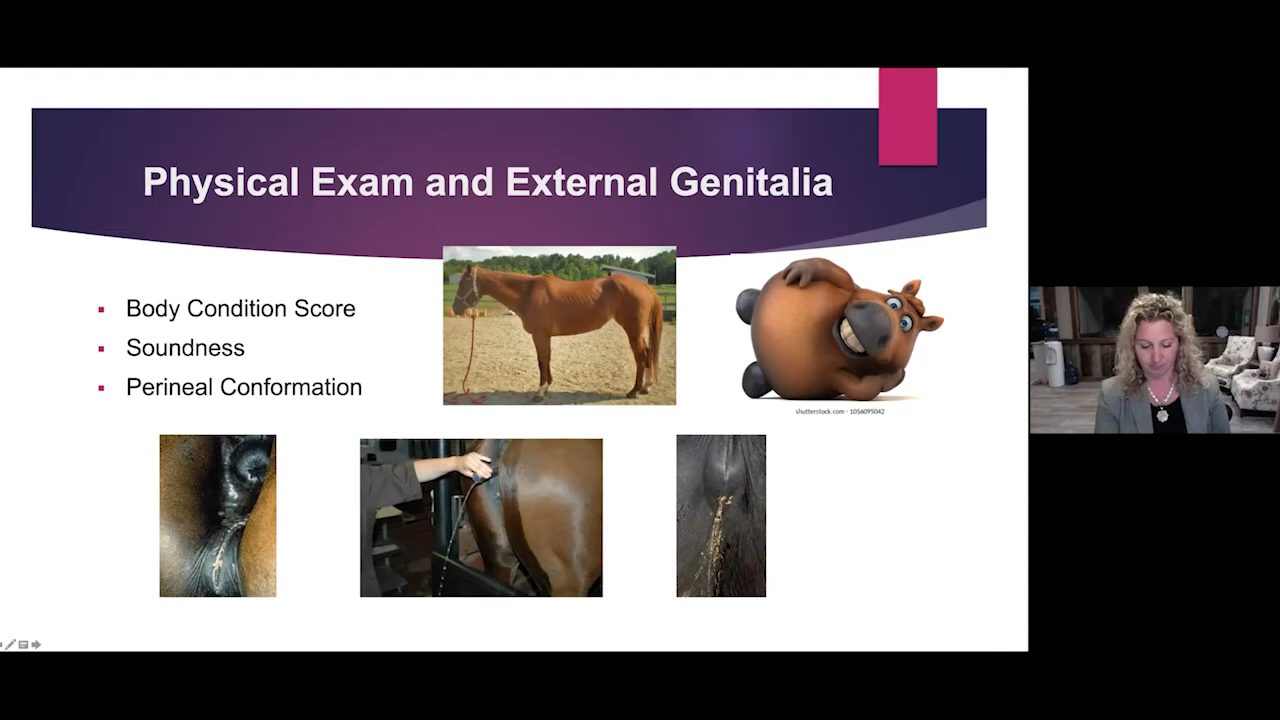 Physical Exam and External Genitalia
Body Condition Score
Soundness
Perineal Conformation
shutterstock.com · 1056095042